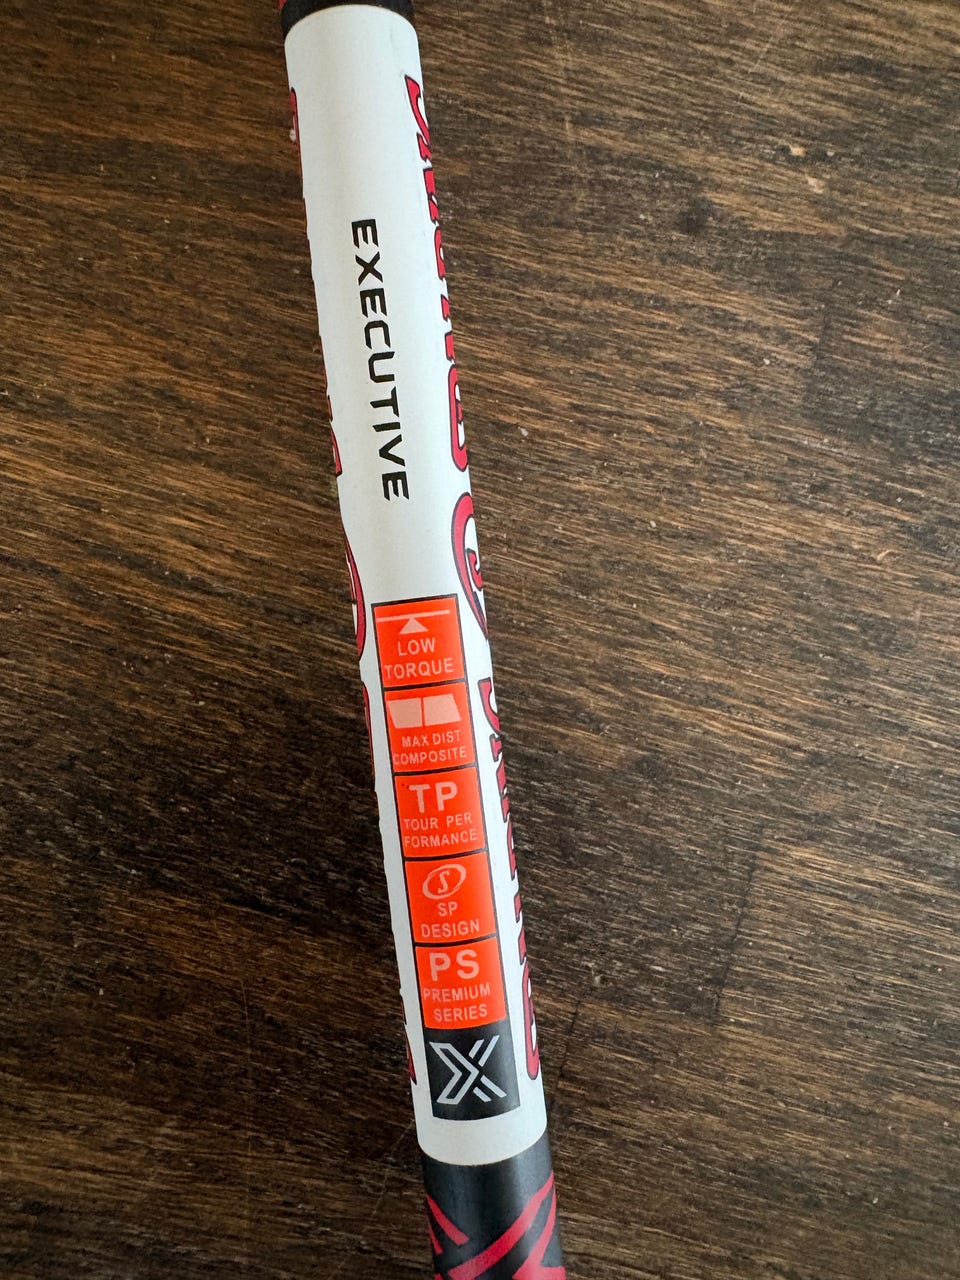 EXECUTIVE
LOW
TORQUE
MAX DIST
COMPOSITE
TP
TOUR PER
FORMANCE
S
SP
DESIGN
PS
PREMIUM
SERIES
X